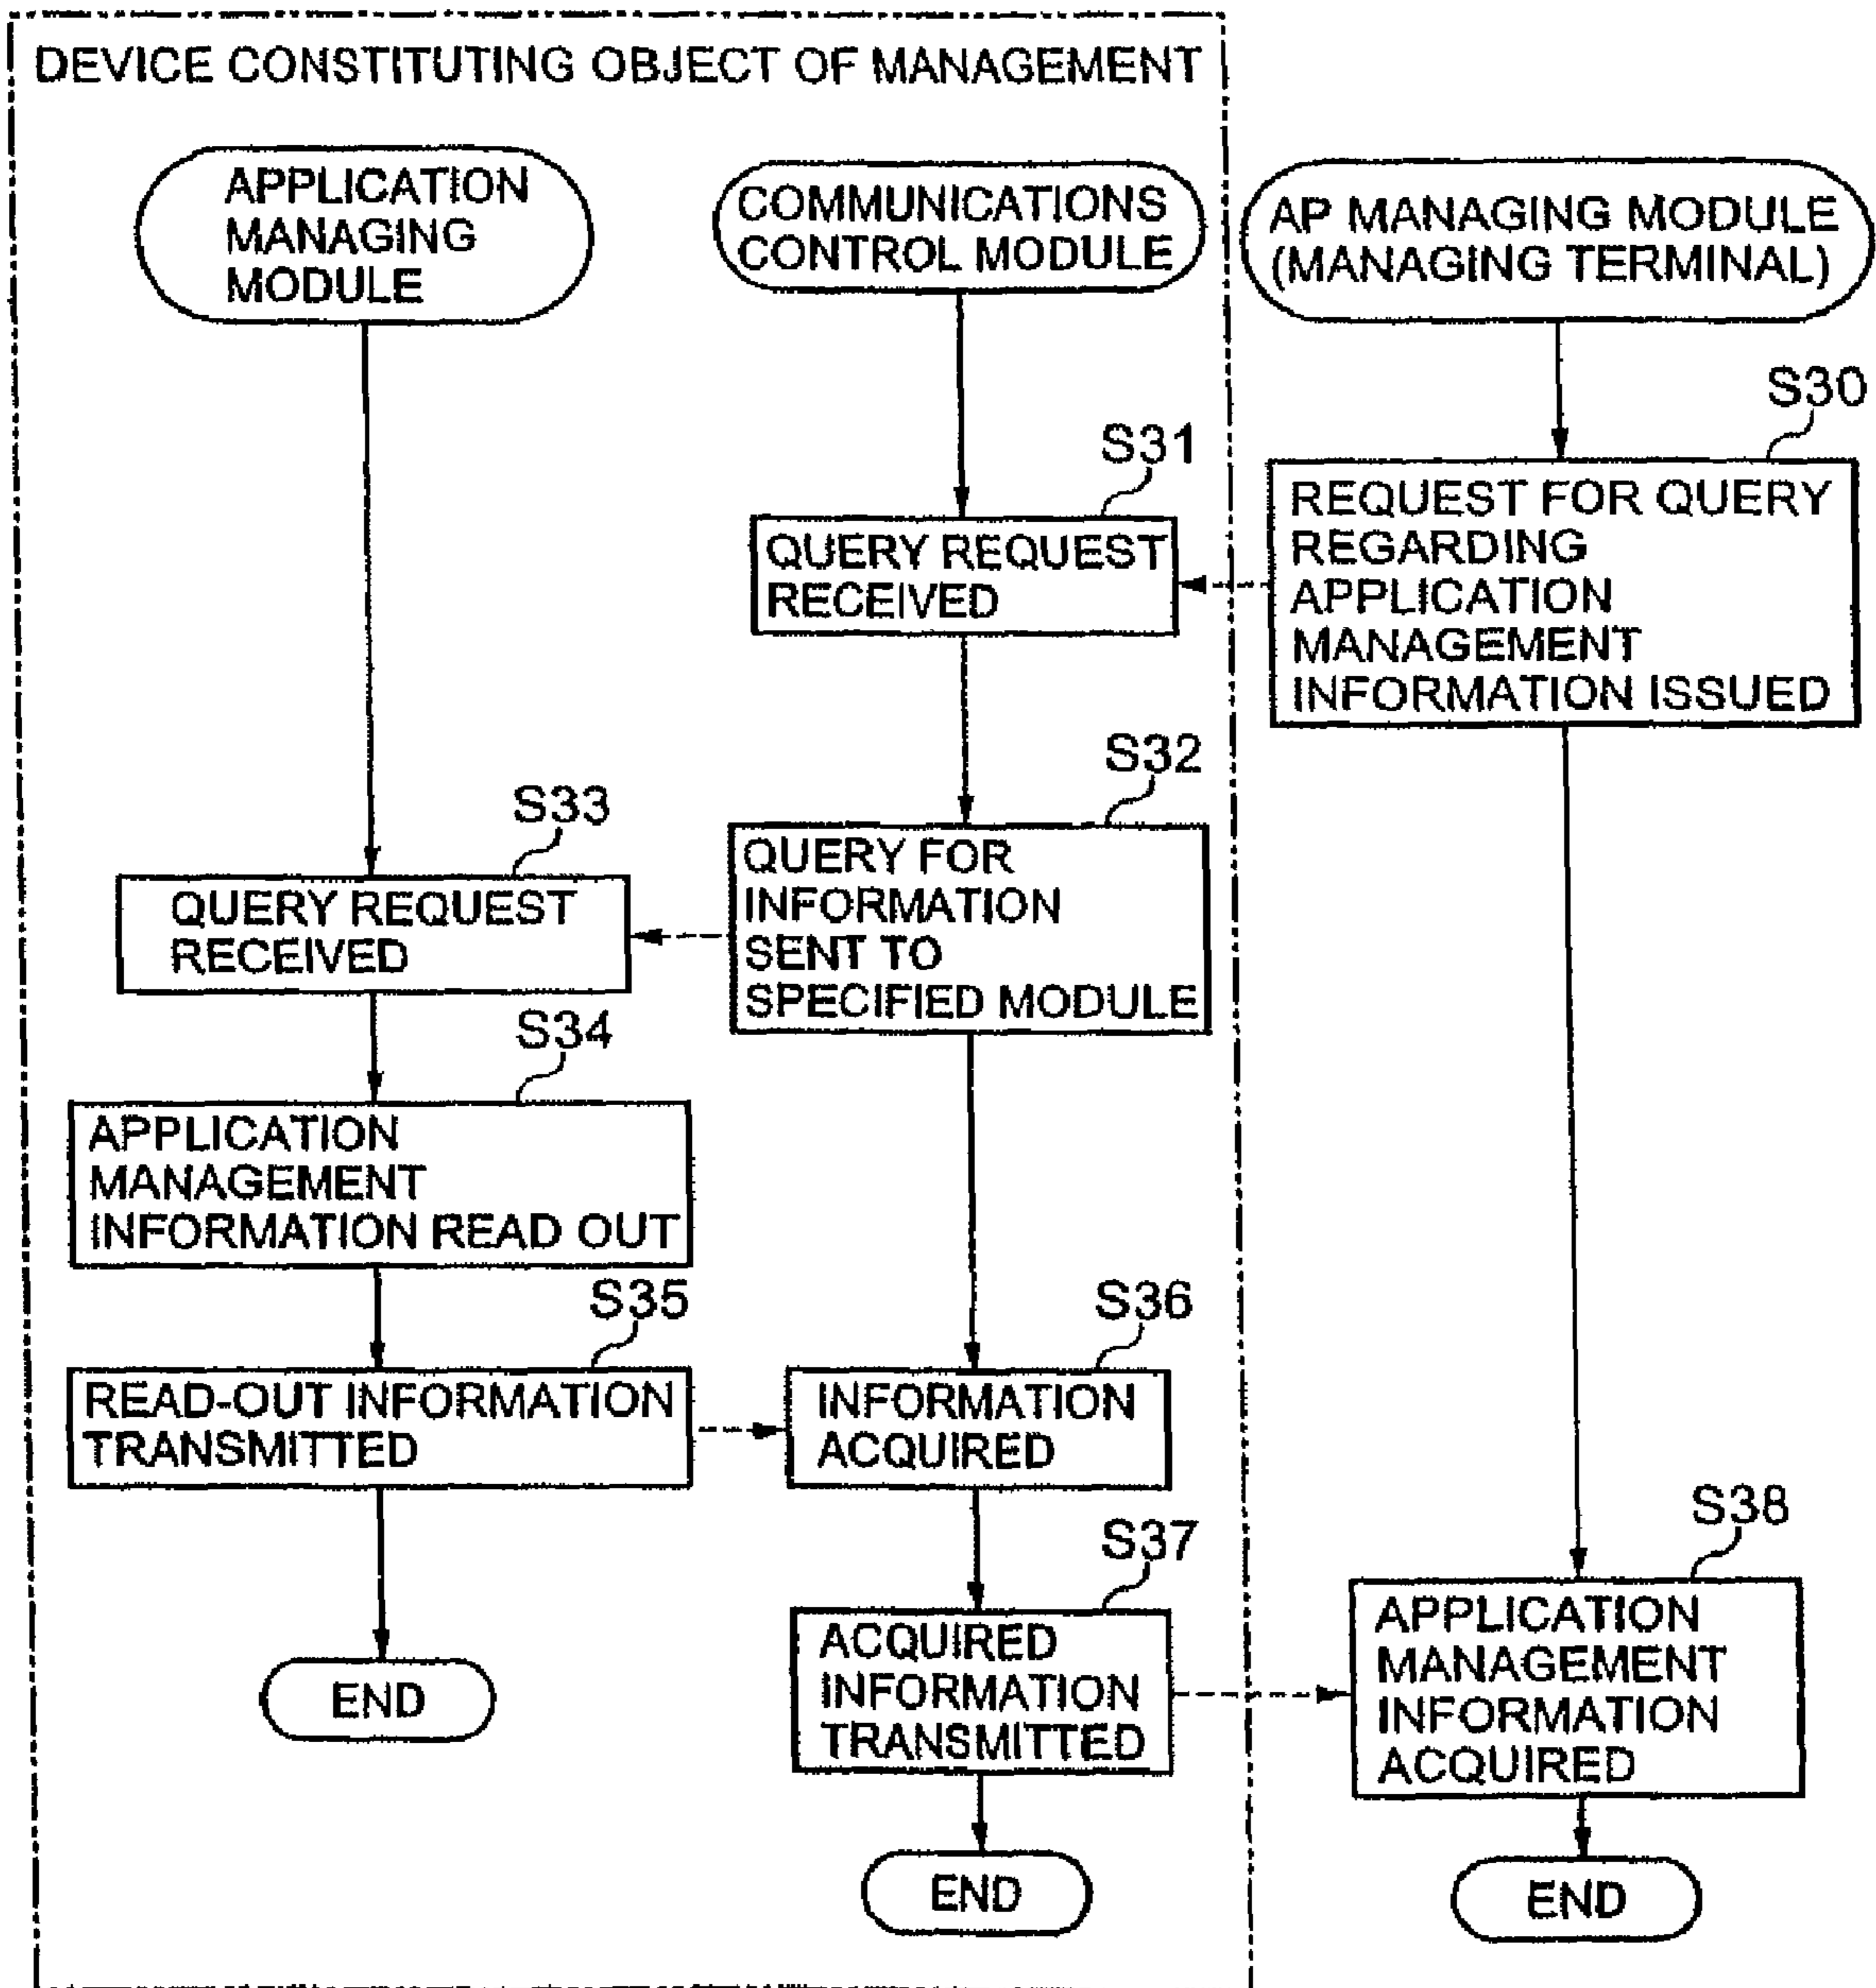 DEVICE CONSTITUTING OBJECT OF MANAGEMENT
APPLICATION
MANAGING
MODULE
COMMUNICATIONS
CONTROL MODULE
AP MANAGING MODULE
(MANAGING TERMINAL)
S30
REQUEST FOR QUERY
REGARDING
APPLICATION
MANAGEMENT
INFORMATION ISSUED
S31
QUERY REQUEST
RECEIVED
S32
QUERY FOR
INFORMATION
SENT TO
SPECIFIED MODULE
S33
QUERY REQUEST
RECEIVED
S34
APPLICATION
MANAGEMENT
INFORMATION READ OUT
S35
READ-OUT INFORMATION
TRANSMITTED
S36
INFORMATION
ACQUIRED
S37
ACQUIRED
INFORMATION
TRANSMITTED
S38
APPLICATION
MANAGEMENT
INFORMATION
ACQUIRED
END
END
END